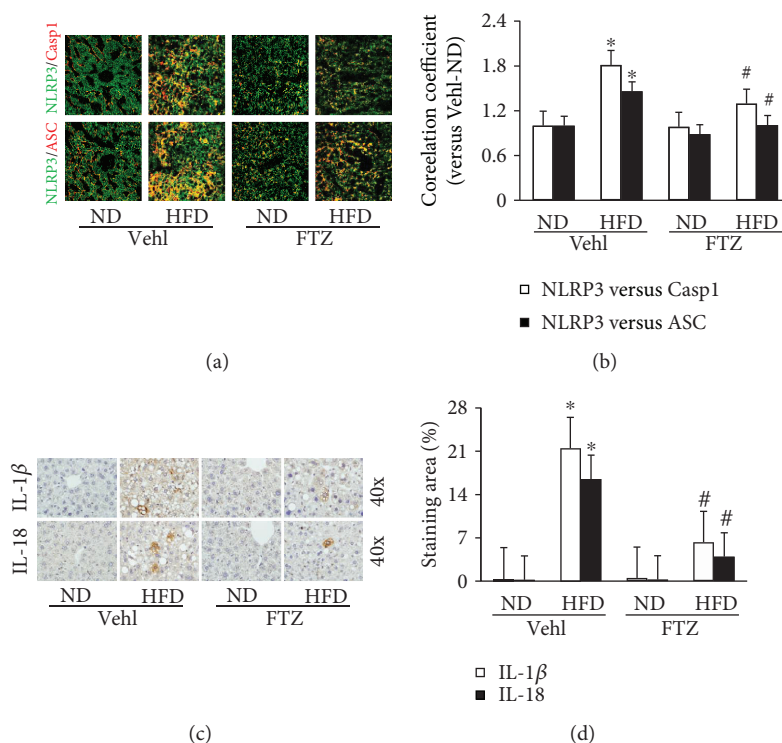 NLRP3/Casp1
NLRP3/ASC
ND HFD ND HFD
Vehl FTZ
(a)
Coreelation coefficient
(versus Vehl-ND)
2.4
1.8
1.2
0.6
0
* * # #
ND HFD ND HFD
Vehl FTZ
NLRP3 versus Casp1
NLRP3 versus ASC
(b)
IL-1β 40x
IL-18 40x
ND HFD ND HFD
Vehl FTZ
(c)
Staining area (%)
28
21
14
7
0
* * # #
ND HFD ND HFD
Vehl FTZ
IL-1β
IL-18
(d)